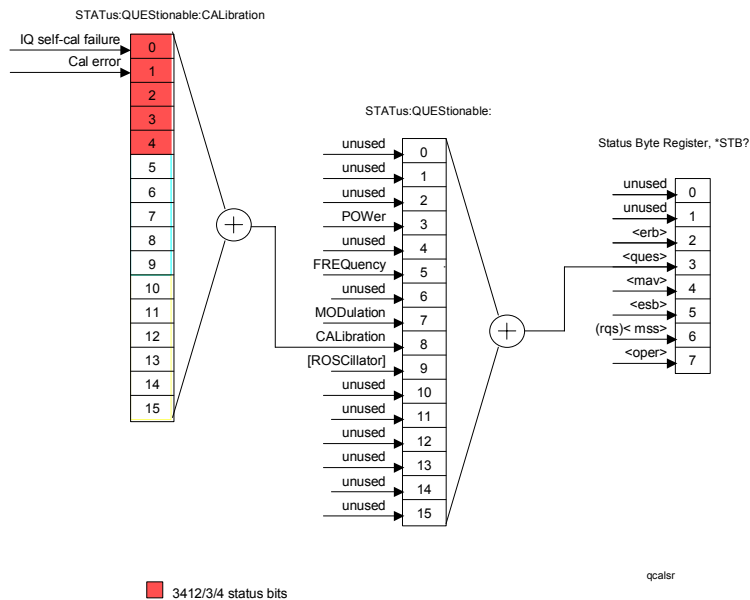 STATus:QUEStionable:CALibration
IQ self-cal failure
Cal error
0
1
2
3
4
5
6
7
8
9
10
11
12
13
14
15
STATus:QUEStionable:
unused 0
unused 1
unused 2
POWer 3
unused 4
FREQuency 5
unused 6
MODulation 7
CALibration 8
[ROSCillator] 9
unused 10
unused 11
unused 12
unused 13
unused 14
unused 15
Status Byte Register, *STB?
unused 0
unused 1
<erb> 2
<ques> 3
<mav> 4
<esb> 5
(rqs)< mss> 6
<oper> 7
qcalsr
3412/3/4 status bits